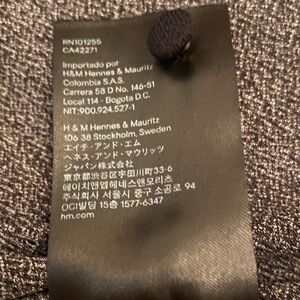 RN101255
CA42271
Importado por
H&M Hennes & Mauritz
Colombia S.A.S.
Carrera 58 D No. 146-51
Local 114 - Bogota D.C.
NIT:900.924.527-1
H & M Hennes & Mauritz
106 38 Stockholm, Sweden
エイチ・アンド・エム
ヘネス・アンド・マウリッツ
ジャパン株式会社
東京都渋谷区宇田川町33-6
에이치앤엠헤네스앤모리츠
주식회사 서울시 중구 소공로 94
OCI빌딩 15층 1577-6347
hm.com